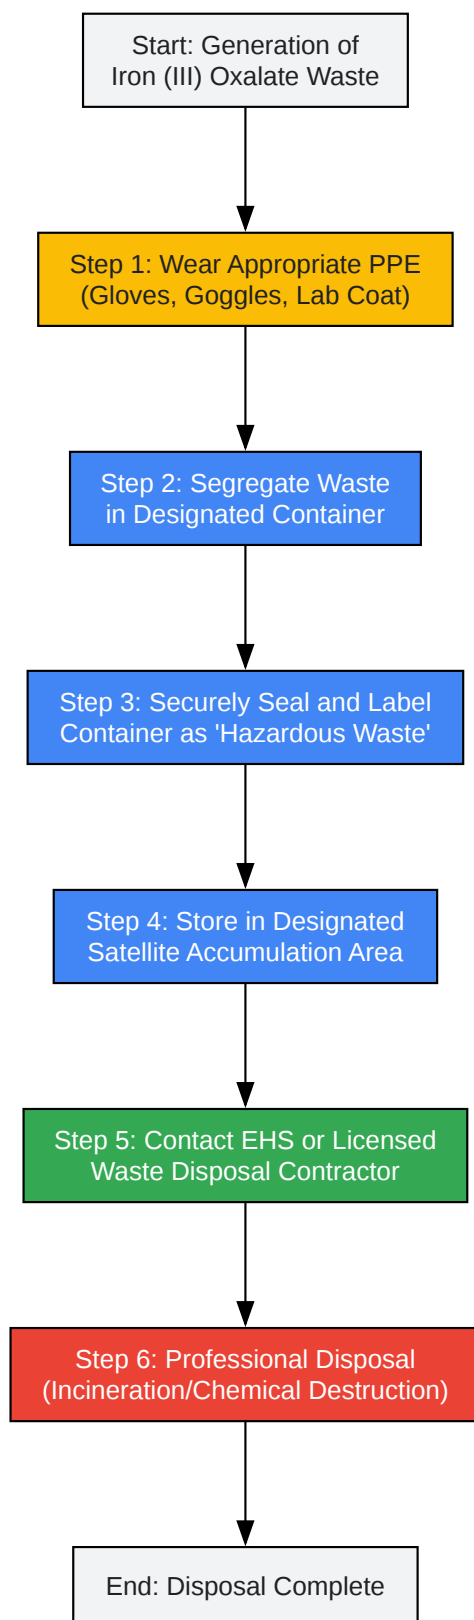 Start: Generation of
Iron (III) Oxalate Waste
Step 1: Wear Appropriate PPE
(Gloves, Goggles, Lab Coat)
Step 2: Segregate Waste
in Designated Container
Step 3: Securely Seal and Label
Container as 'Hazardous Waste'
Step 4: Store in Designated
Satellite Accumulation Area
Step 5: Contact EHS or Licensed
Waste Disposal Contractor
Step 6: Professional Disposal
(Incineration/Chemical Destruction)
End: Disposal Complete